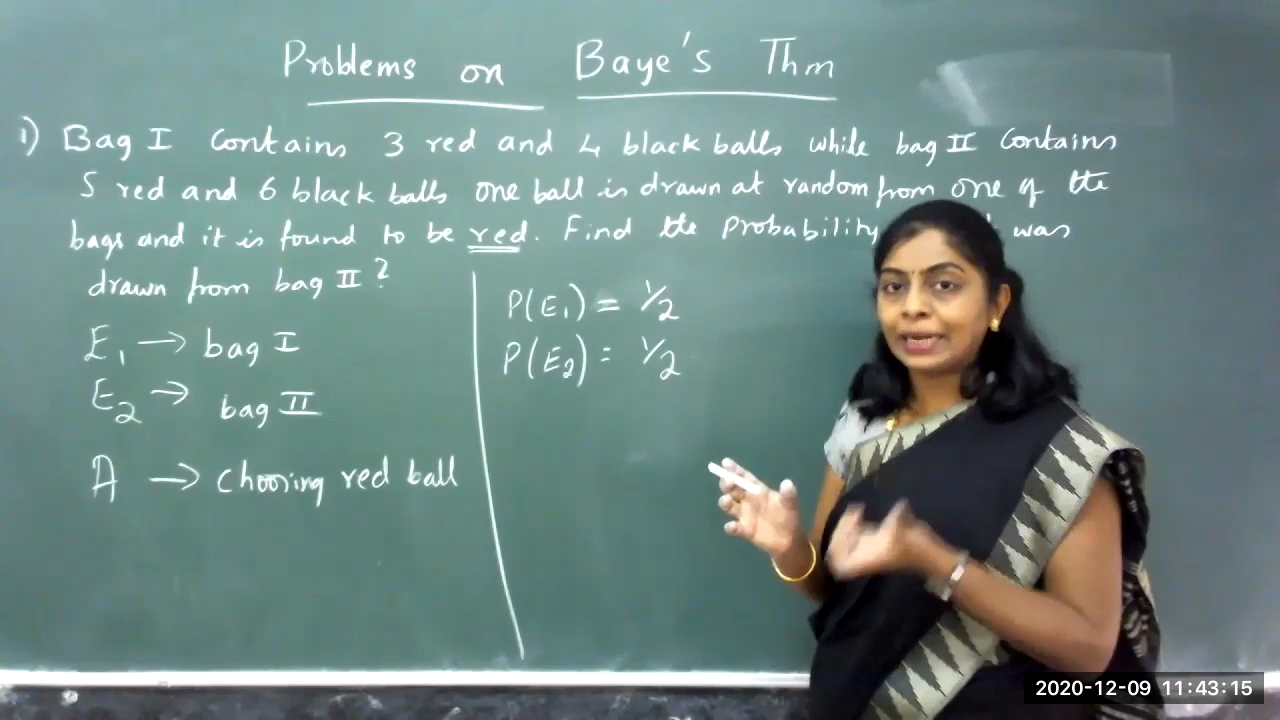 Problems on Baye's Thm
1) Bag I contains 3 red and 4 black balls while bag II contains
5 red and 6 black balls one ball is drawn at random from one of the
bags and it is found to be red. Find the Probability was
drawn from bag II?
E1 → bag I
E2 → bag II
A → choosing red ball
P(E1) = 1/2
P(E2) = 1/2
2020-12-09 11:43:15